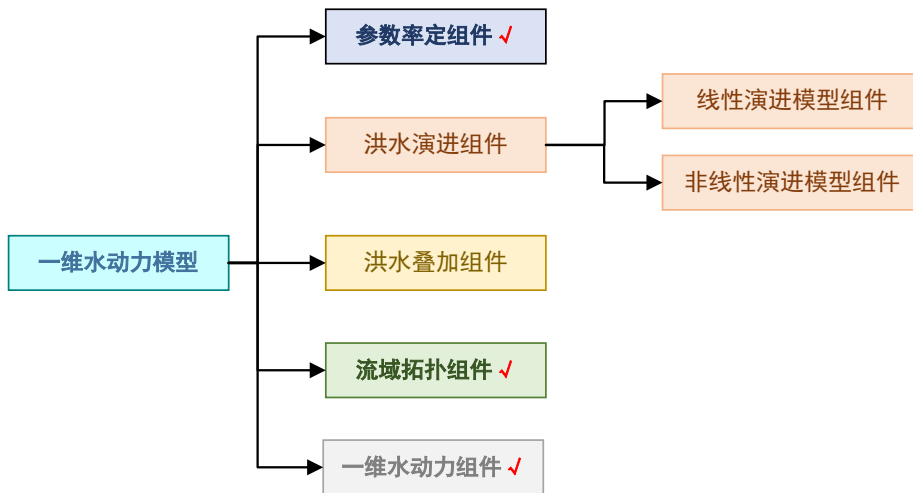 参数率定组件 √
线性演进模型组件
洪水演进组件
非线性演进模型组件
一维水动力模型
洪水叠加组件
流域拓扑组件 √
一维水动力组件 √